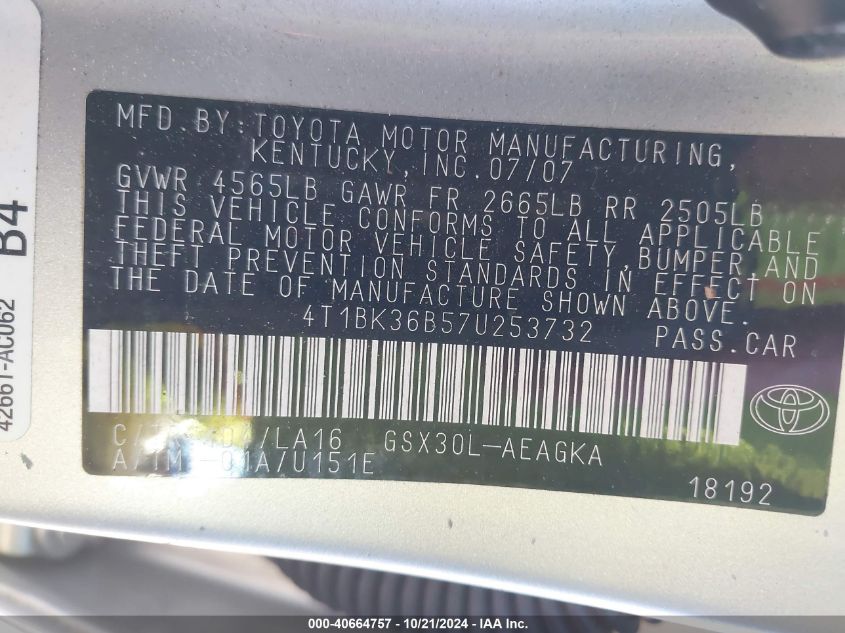 MFD.BY:TOYOTA MOTOR MANUFACTURING,
KENTUCKY,INC.07/07
GVWR 4565LB GAWR FR 2665LB RR 2505LB
THIS VEHICLE CONFORMS TO ALL APPLICABLE
FEDERAL MOTOR VEHICLE SAFETY,BUMPER,AND
THEFT PREVENTION STANDARDS IN EFFECT ON
THE DATE OF MANUFACTURE SHOWN ABOVE.
4T1BK36B57U253732 PASS.CAR
/LA16 GSX30L-AEAGKA
A/TM 01A/U151E
18192
42661-AC062
B4
000-40664757 - 10/21/2024 - IAA Inc.